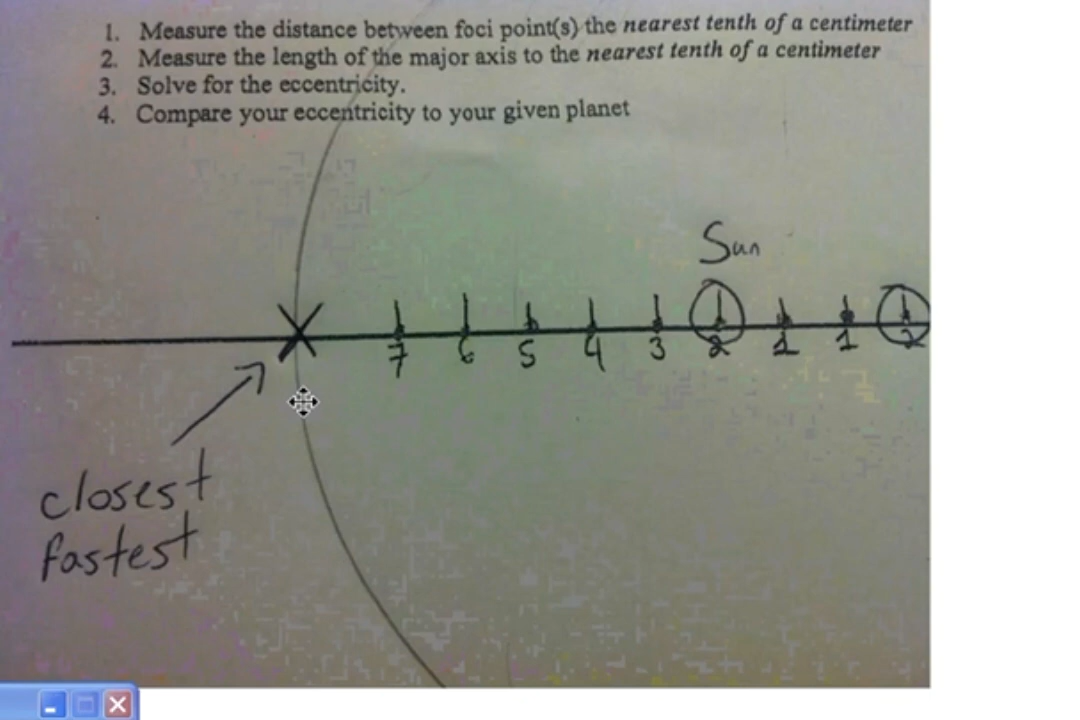 1. Measure the distance between foci point(s) the nearest tenth of a centimeter
2. Measure the length of the major axis to the nearest tenth of a centimeter
3. Solve for the eccentricity.
4. Compare your eccentricity to your given planet
Sun
7 6 5 4 3 2 1 1 2
closest
fastest